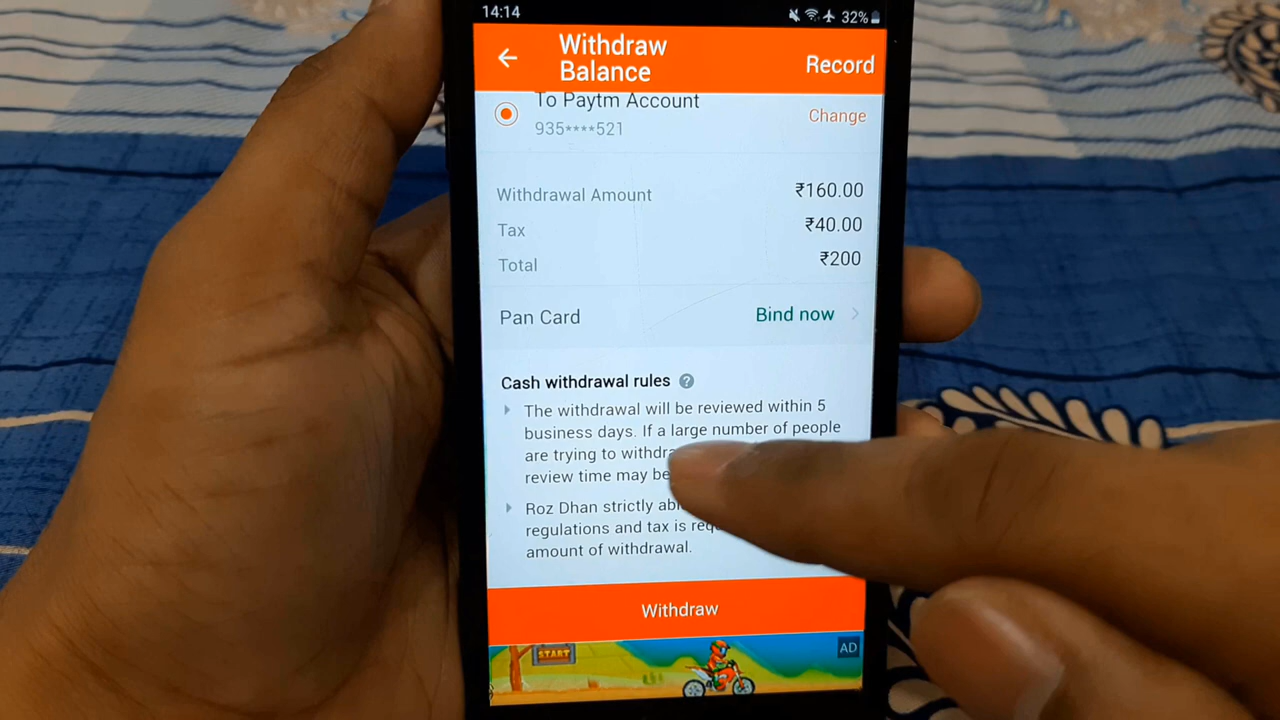 14:14
32%
Withdraw
Balance
Record
To Paytm Account
935****521
Change
Withdrawal Amount ₹160.00
Tax ₹40.00
Total ₹200
Pan Card Bind now
Cash withdrawal rules
The withdrawal will be reviewed within 5
business days. If a large number of people
are trying to
review time may be
Roz Dhan strictly
regulations and tax is
amount of withdrawal.
Withdraw
START
AD